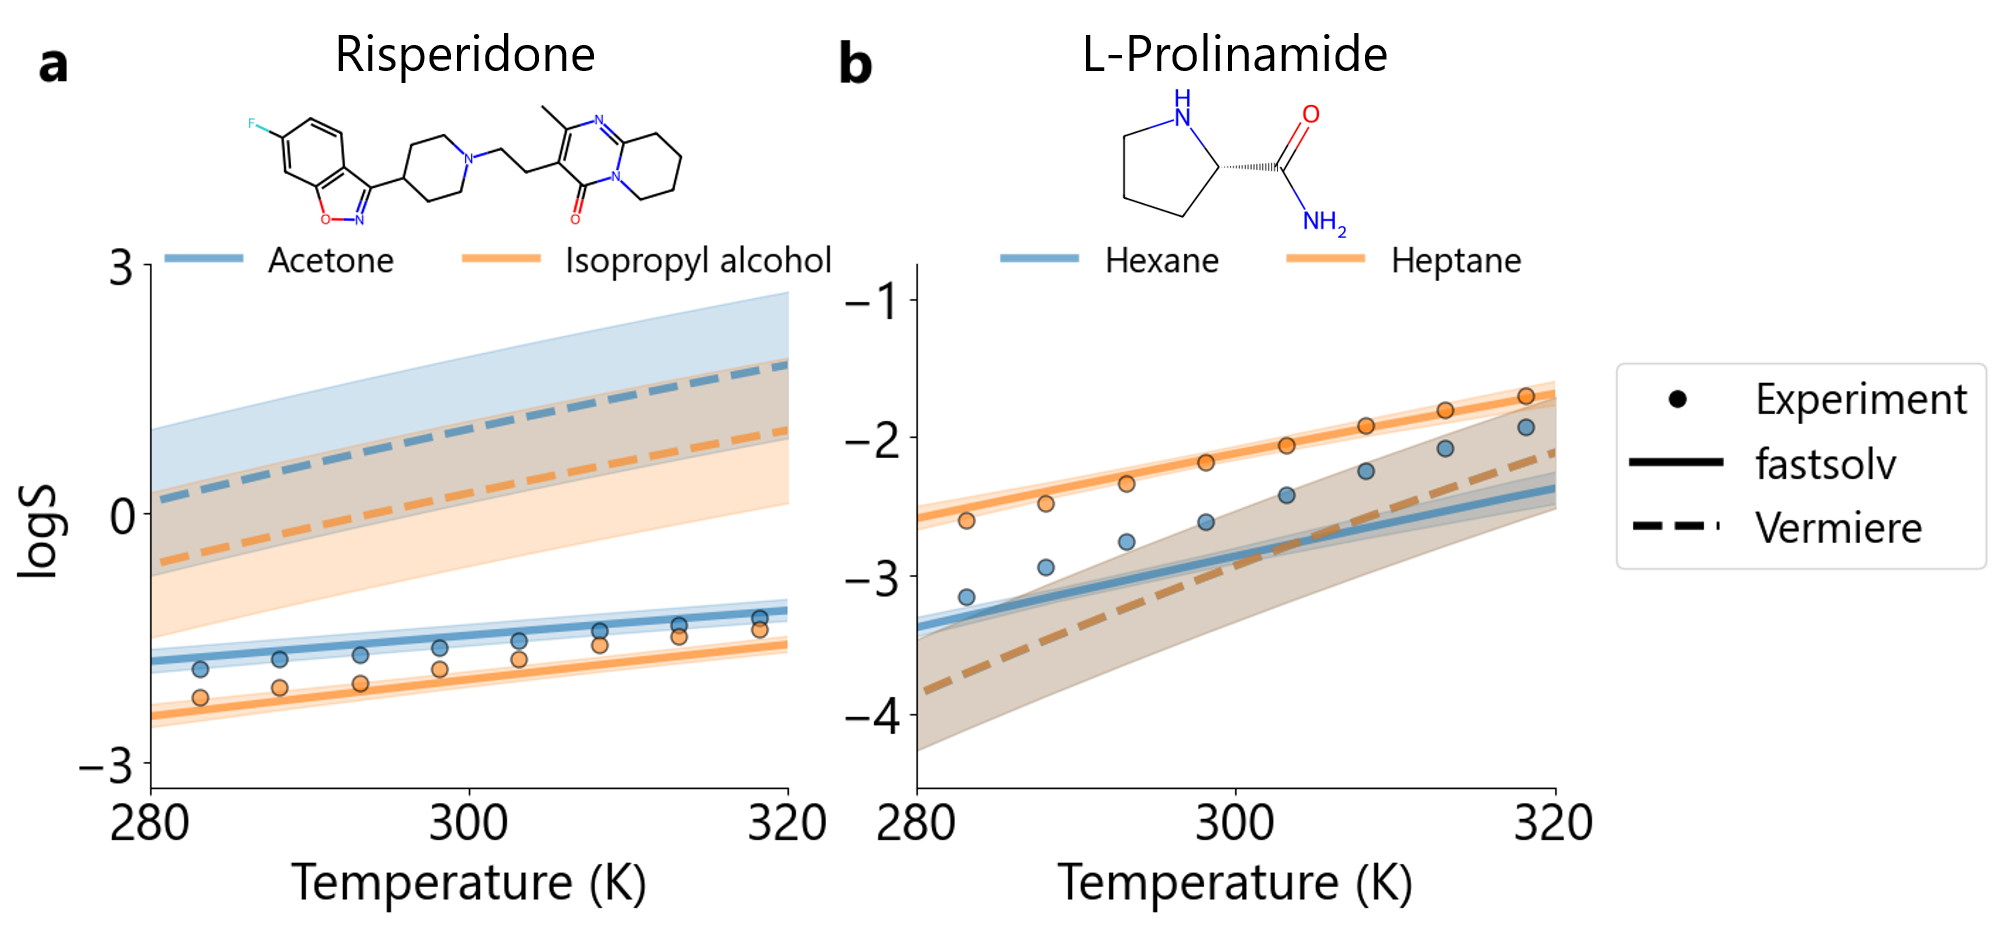 a
Risperidone
F
O
N
N
O
N
N
Acetone
Isopropyl alcohol
3
0
−3
logS
280
300
320
Temperature (K)
b
L-Prolinamide
H
N
O
NH2
Hexane
Heptane
−1
−2
−3
−4
280
300
320
Temperature (K)
Experiment
fastsolv
Vermiere